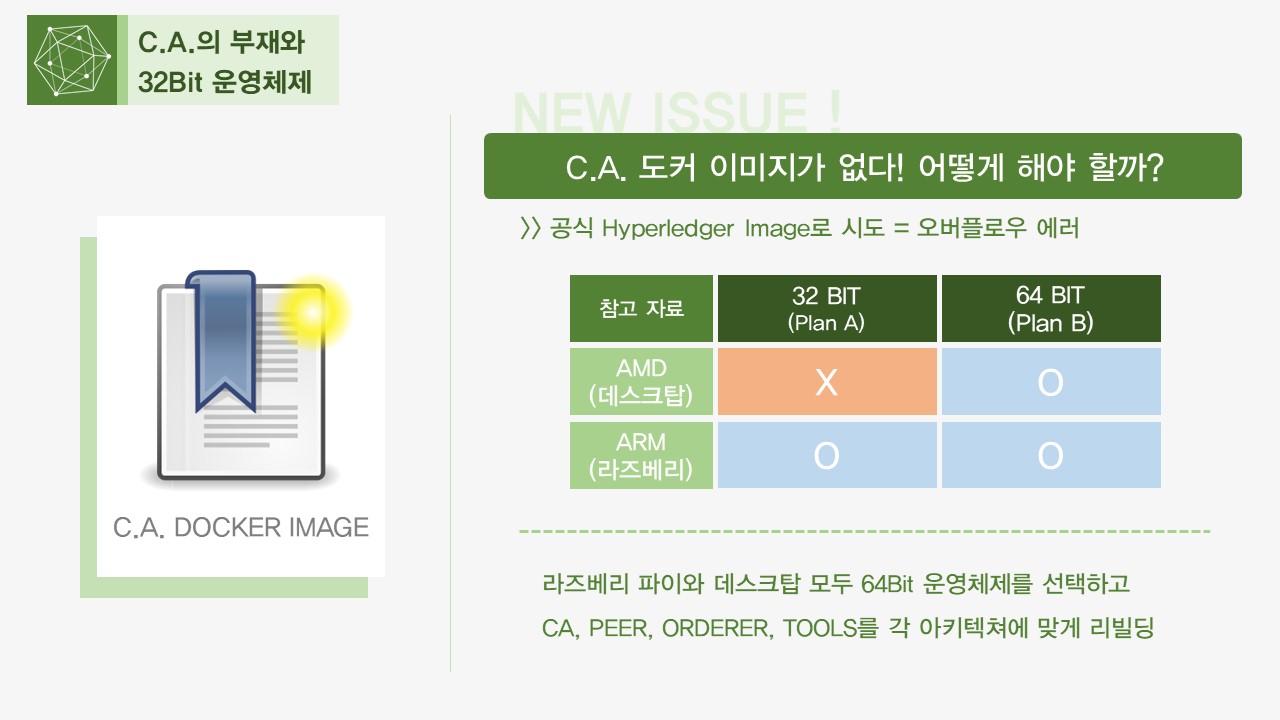 C.A.의 부재와
32Bit 운영체제
NEW ISSUE !
C.A. 도커 이미지가 없다! 어떻게 해야 할까?
>> 공식 Hyperledger Image로 시도 = 오버플로우 에러
참고 자료
32 BIT
(Plan A)
64 BIT
(Plan B)
AMD
(데스크탑)
X
O
ARM
(라즈베리)
O
O
C.A. DOCKER IMAGE
라즈베리 파이와 데스크탑 모두 64Bit 운영체제를 선택하고
CA, PEER, ORDERER, TOOLS를 각 아키텍쳐에 맞게 리빌딩